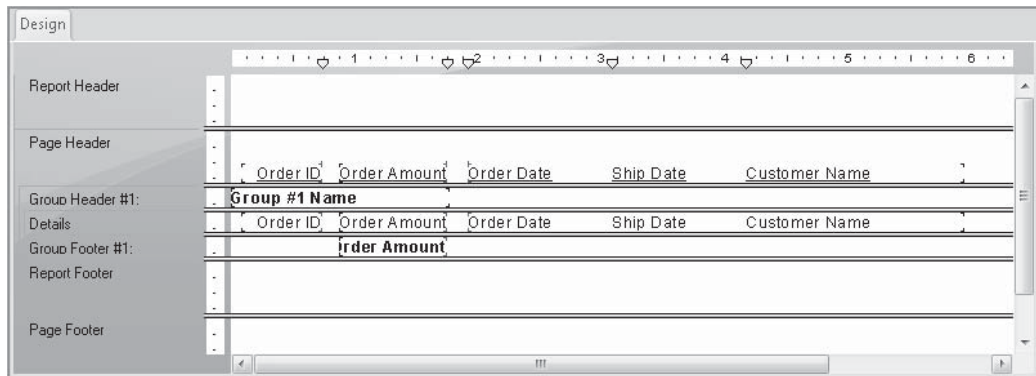 Design
1 2 3 4 5 6
Report Header
Page Header
Order ID Order Amount Order Date Ship Date Customer Name
Group Header #1: Group #1 Name
Details Order ID Order Amount Order Date Ship Date Customer Name
Group Footer #1: rder Amount
Report Footer
Page Footer